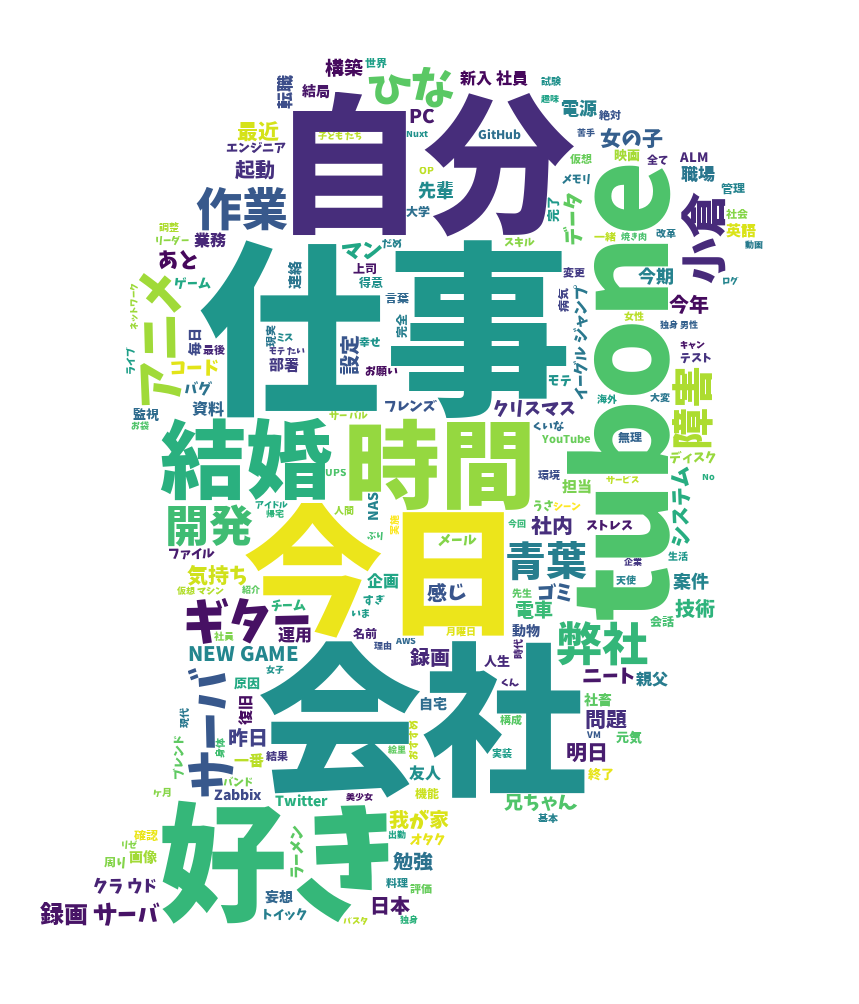 世界
構築
ひな
新入 社員
試験
転職
結局
趣味
自分
PC
電源
絶対
最近
子どもたち
Nuxt
GitHub
苦手
女の子
エンジニア
起動
OP
仮想
映画
全て
ALM
先輩
メモリ
職場
作業
大学
完了
データ
tubone
小倉
管理
社会
調整
リーダー
業務
だめ
スキル
一緒
焼き肉
改革
英語
動画
あと
マン
仕事
連絡
上司
得意
変更
病気
今期
ログ
アニメ
ゲーム
ネットワーク
言葉
イーグル ジャンプ
今年
完全
女性
独身 男性
毎日
最後
現実
ミス
モテたい
設定
幸せ
キャン
テスト
ライブ
コード
部署
お願い
モテ
バグ
障害
監視
資料
フレンズ
クリスマス
海外
大変
お袋
サーバル
くいな
結婚
時間
YouTube
無理
UPS
環境
ディスク
担当
サービス
システム
No
開発
アイドル
帰宅
人間
NAS
実際
うさ
シーン
今日
今回
社内
ストレス
ファイル
ぶり
メール
青葉
生活
企業
気持ち
仮想 マシン
紹介
企画
感じ
先生
ゴミ
天使
案件
すぎ
ギター
チーム
いま
電車
技術
会話
社員
運用
名前
AWS
月曜日
動物
弊社
NEW GAME
理由
時代
録画
人生
会社
女子
ニート
親父
サーバ
原因
くん
現代
復旧
自宅
社畜
構成
問題
昨日
身体
おすすめ
VM
元気
ブレンド
一番
結果
絵里
実装
明日
バンド
友人
終了
ヶ月
Zabbix
Twitter
美少女
機能
兄ちゃん
基本
好き
我が家
確認
リゼ
出勤
オタク
周り
画像
ラーメン
勉強
クラウド
料理
評価
妄想
録画 サーバ
トイック
日本
バスク
独身